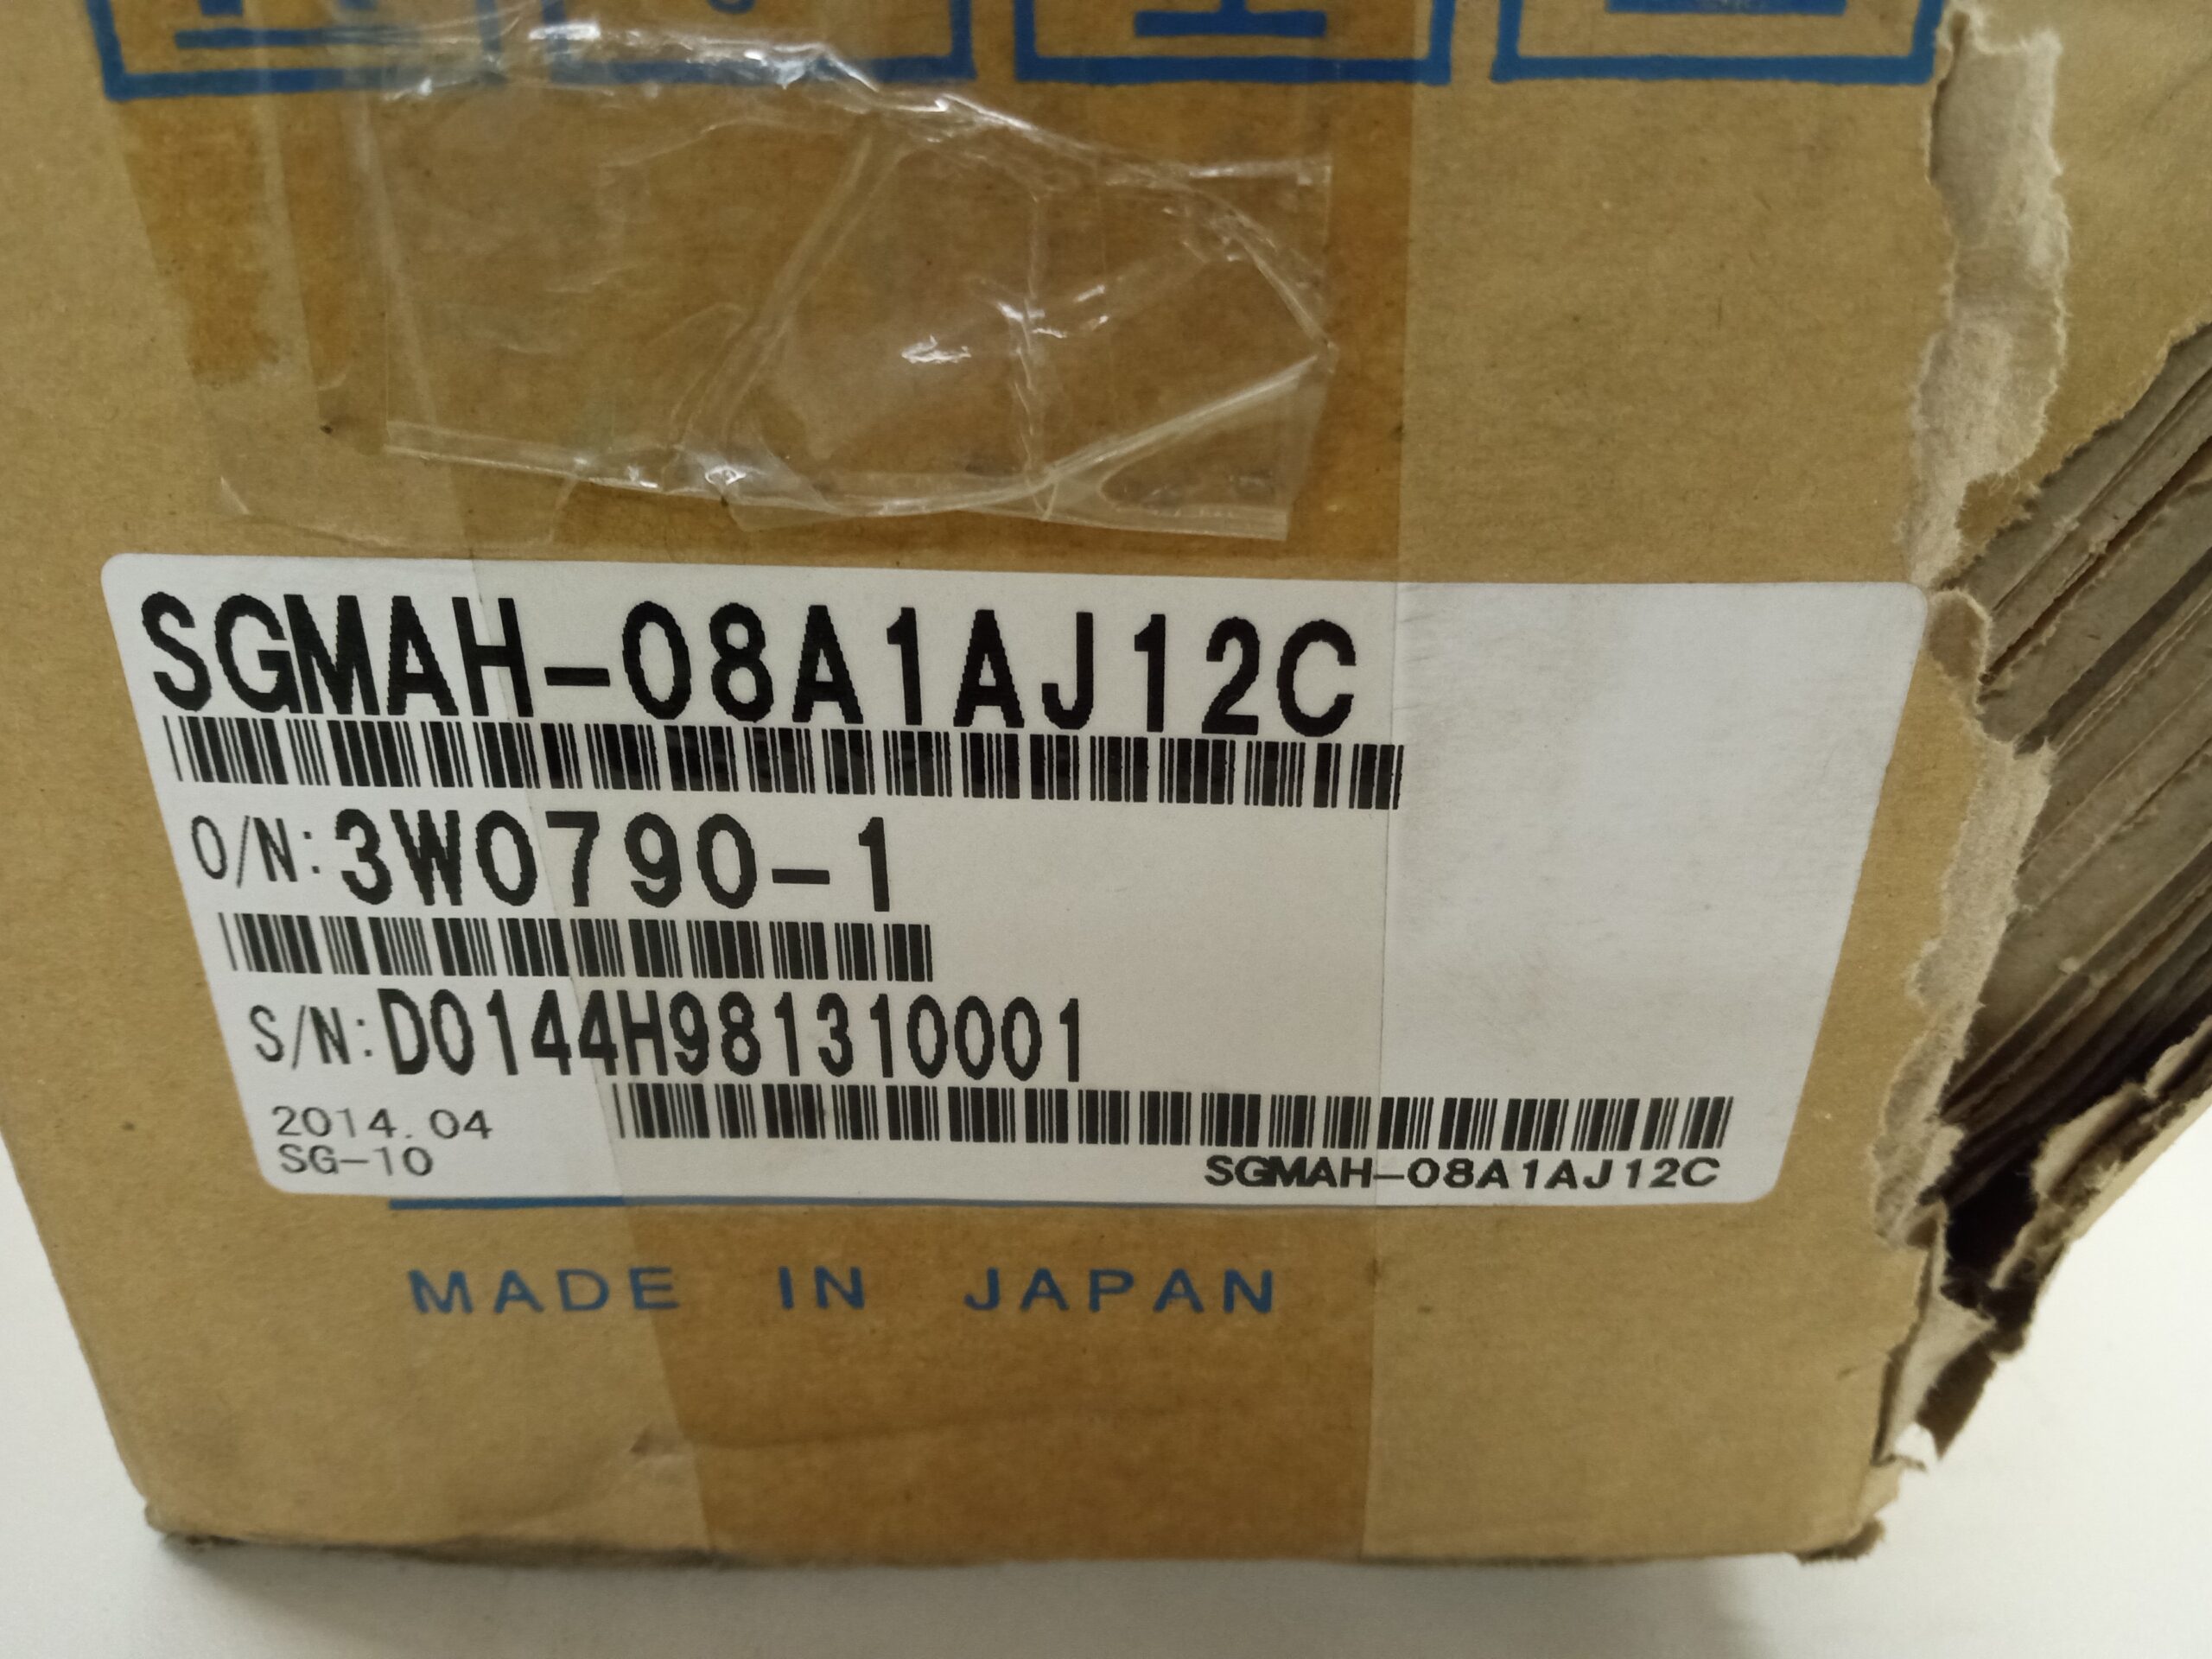 SGMAH-08A1AJ12C
O/N:3W0790-1
S/N:D0144H981310001
2014.04
SG-10
SGMAH-08A1AJ12C
MADE IN JAPAN